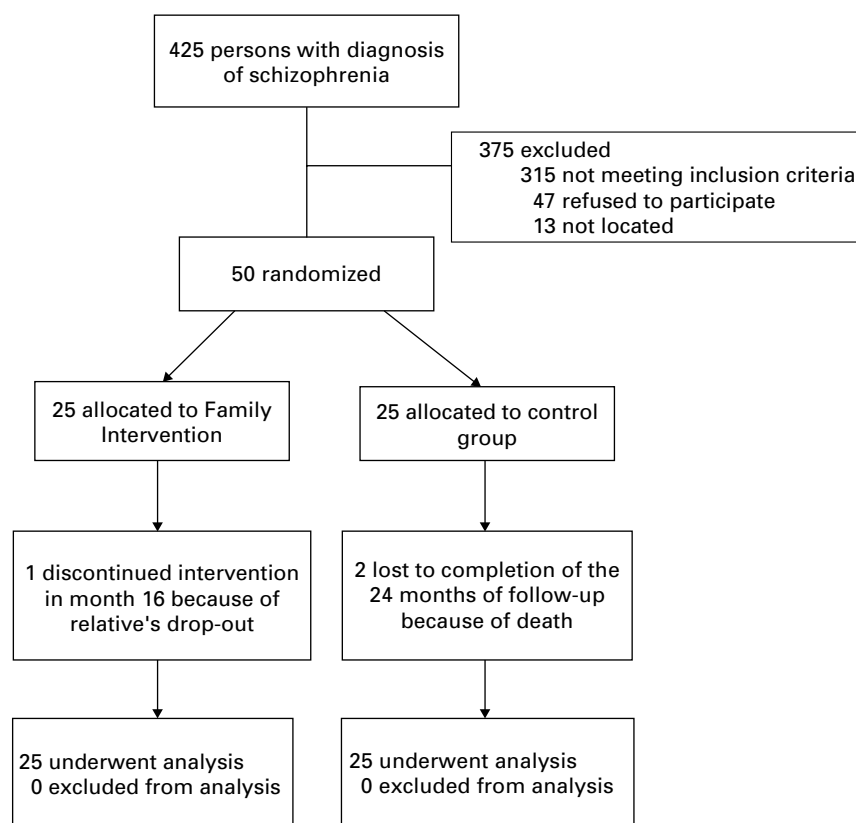 425 persons with diagnosis
of schizophrenia
375 excluded
315 not meeting inclusion criteria
47 refused to participate
13 not located
50 randomized
25 allocated to Family
Intervention
25 allocated to control
group
1 discontinued intervention
in month 16 because of
relative's drop-out
2 lost to completion of the
24 months of follow-up
because of death
25 underwent analysis
0 excluded from analysis
25 underwent analysis
0 excluded from analysis